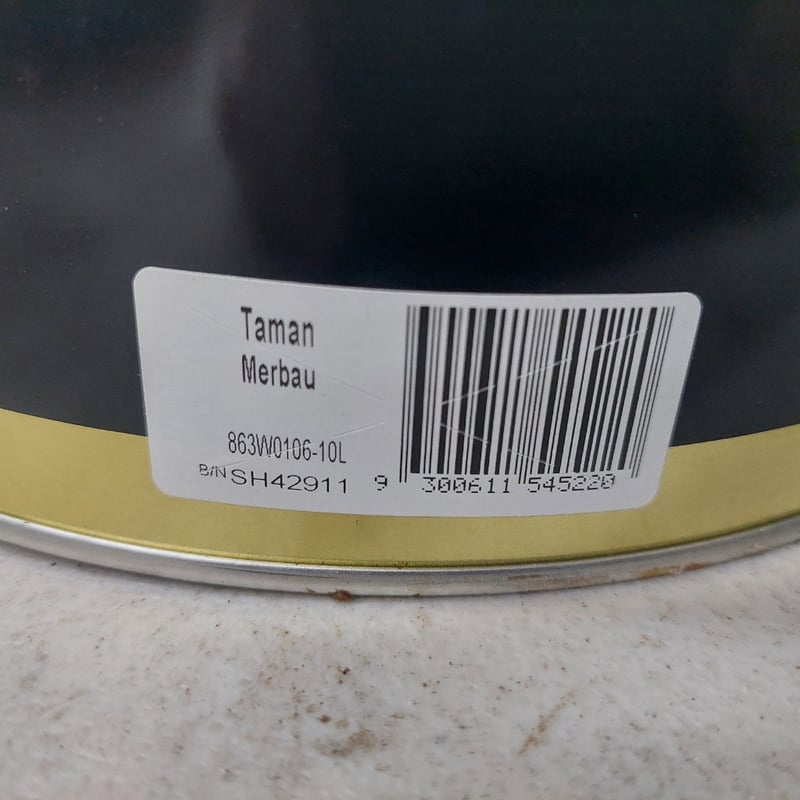 Taman
Merbau
863W0106-10L
B/N SH42911
9 300611 545220